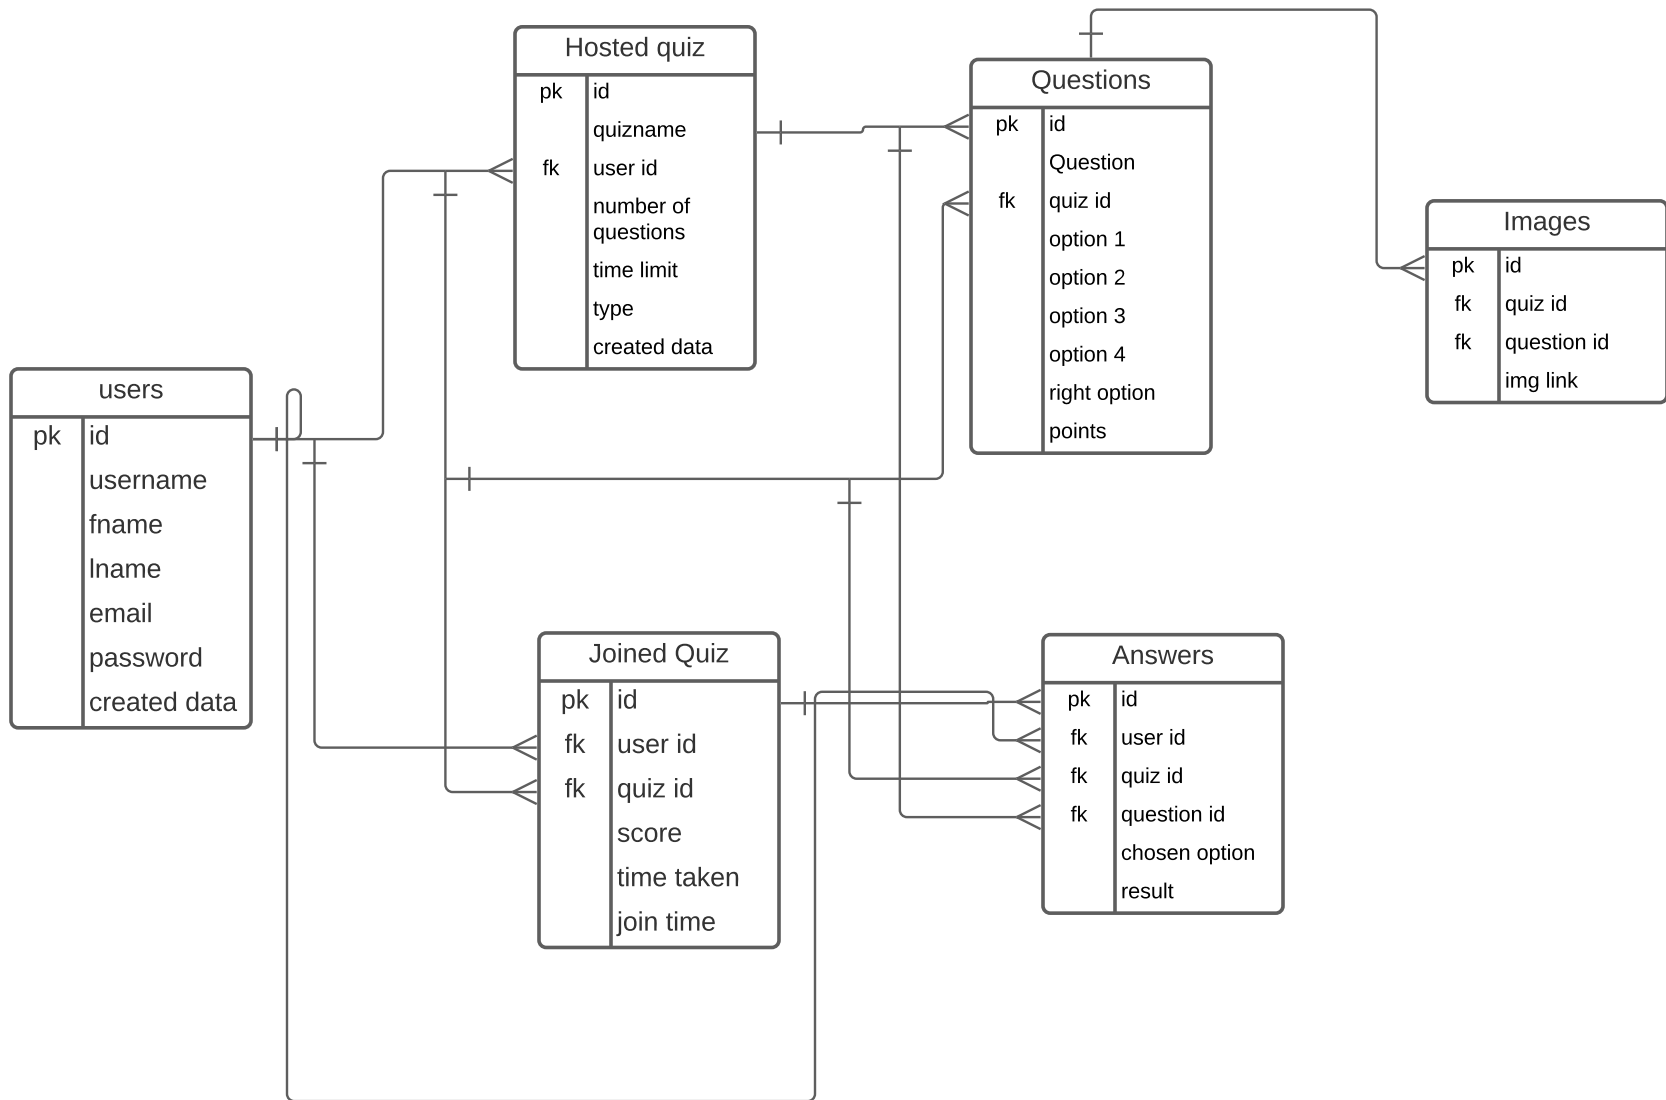 Hosted quiz
pk id
quizname
fk user id
number of
questions
time limit
type
created data
Questions
pk id
Question
fk quiz id
option 1
option 2
option 3
option 4
right option
points
Images
pk id
fk quiz id
fk question id
img link
users
pk id
username
fname
lname
email
password
created data
Joined Quiz
pk id
fk user id
fk quiz id
score
time taken
join time
Answers
pk id
fk user id
fk quiz id
fk question id
chosen option
result